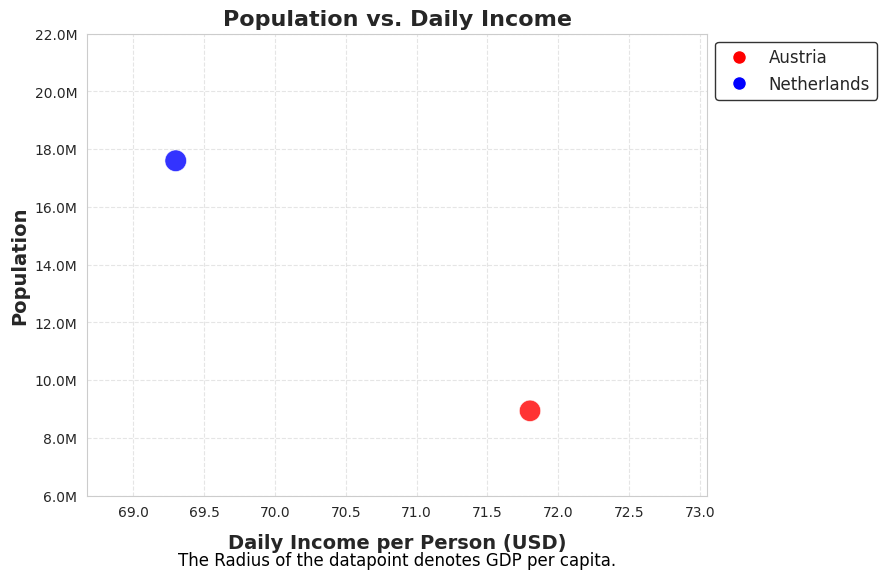 Population vs. Daily Income
22.0M
20.0M
18.0M
16.0M
14.0M
12.0M
10.0M
8.0M
6.0M
Population
69.0 69.5 70.0 70.5 71.0 71.5 72.0 72.5 73.0
Daily Income per Person (USD)
The Radius of the datapoint denotes GDP per capita.
Austria
Netherlands